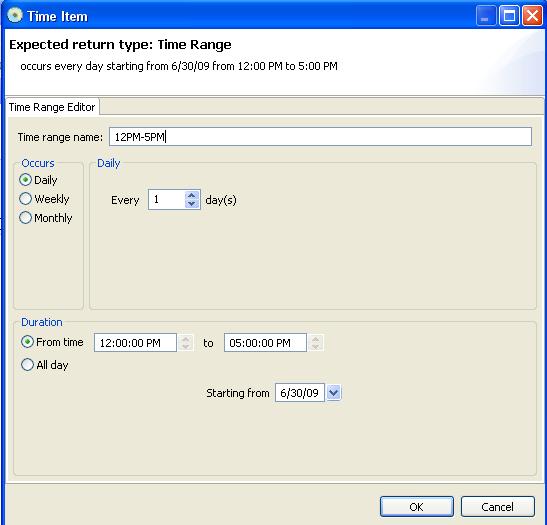 Time Item
Expected return type: Time Range
occurs every day starting from 6/30/09 from 12:00 PM to 5:00 PM
Time Range Editor
Time range name: 12PM-5PM
Occurs
Daily
Weekly
Monthly
Daily
Every 1 day(s)
Duration
From time 12:00:00 PM to 05:00:00 PM
All day
Starting from 6/30/09
OK Cancel